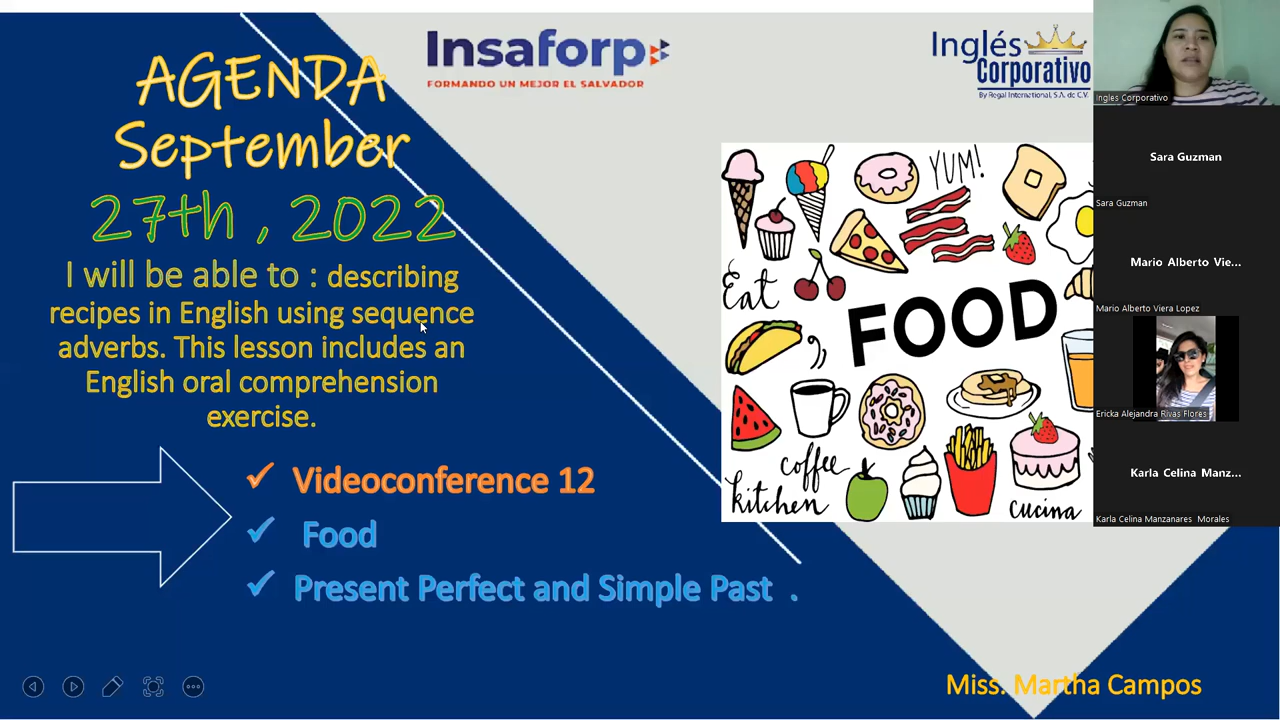 AGENDA
September
27th , 2022
I will be able to : describing
recipes in English using sequence
adverbs. This lesson includes an
English oral comprehension
exercise.
✓ Videoconference 12
✓ Food
✓ Present Perfect and Simple Past .
Insaforp
FORMANDO UN MEJOR EL SALVADOR
Inglés
Corporativo
By Regal International, S.A. de C.V.
YUM!
Eat
FOOD
coffee
kitchen
cucina
Miss. Martha Campos
Ingles Corporativo
Sara Guzman
Sara Guzman
Mario Alberto Vie...
Mario Alberto Viera Lopez
Ericka Alejandra Rivas Flores
Karla Celina Manz...
Karla Celina Manzanares Morales